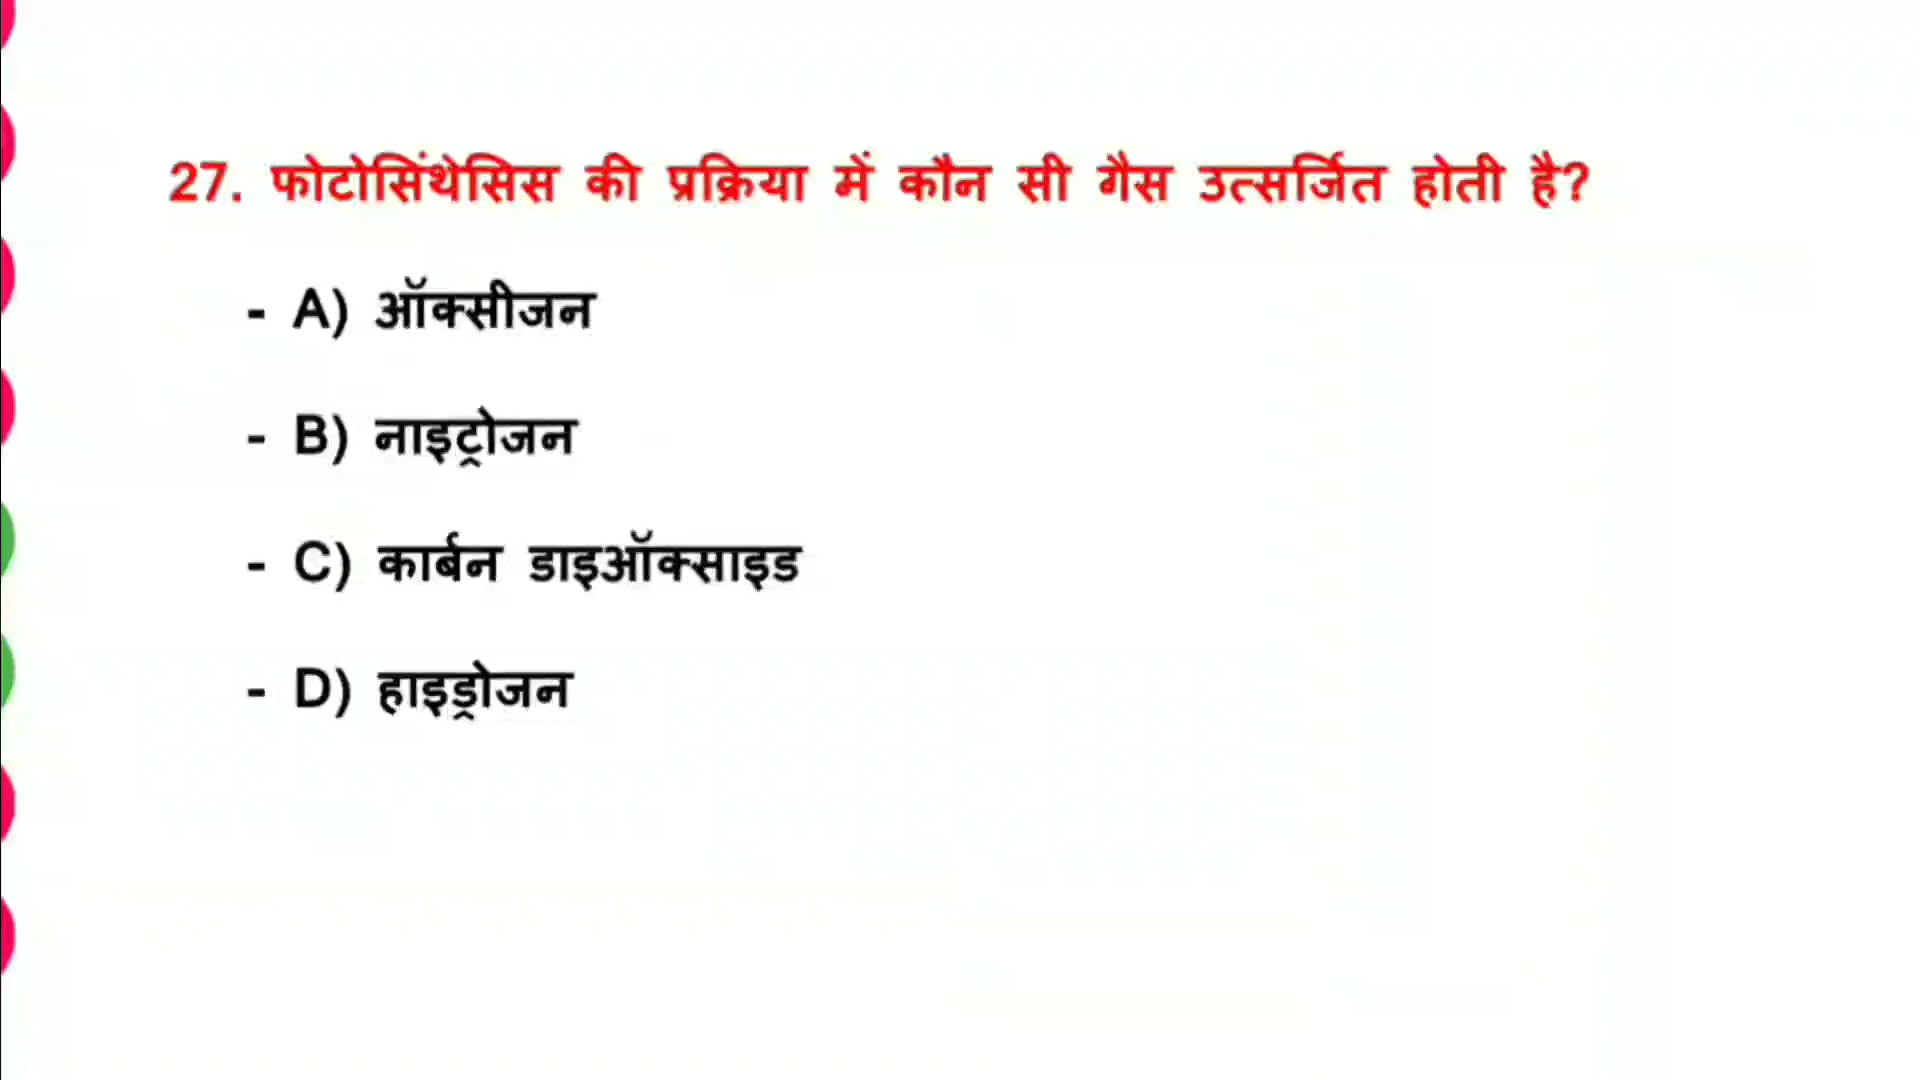 27. फोटोसिंथेसिस की प्रक्रिया में कौन सी गैस उत्सर्जित होती है?
- A) ऑक्सीजन
- B) नाइट्रोजन
- C) कार्बन डाइऑक्साइड
- D) हाइड्रोजन